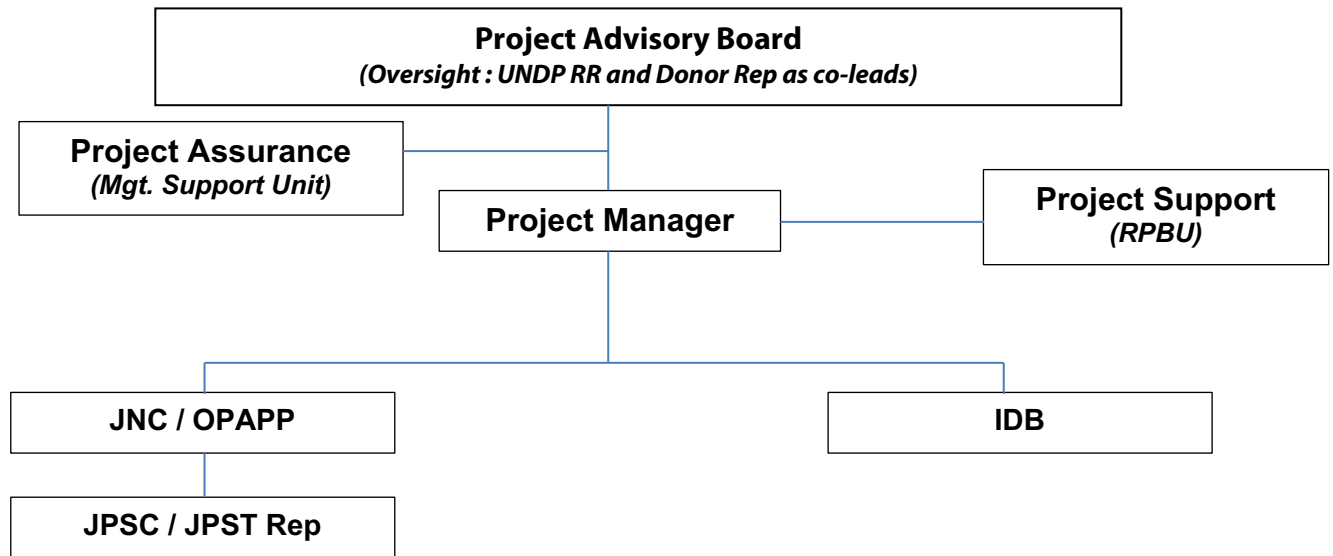 Project Advisory Board
(Oversight : UNDP RR and Donor Rep as co-leads)
Project Assurance
(Mgt. Support Unit)
Project Manager
Project Support
(RPBU)
JNC / OPAPP
IDB
JPSC / JPST Rep